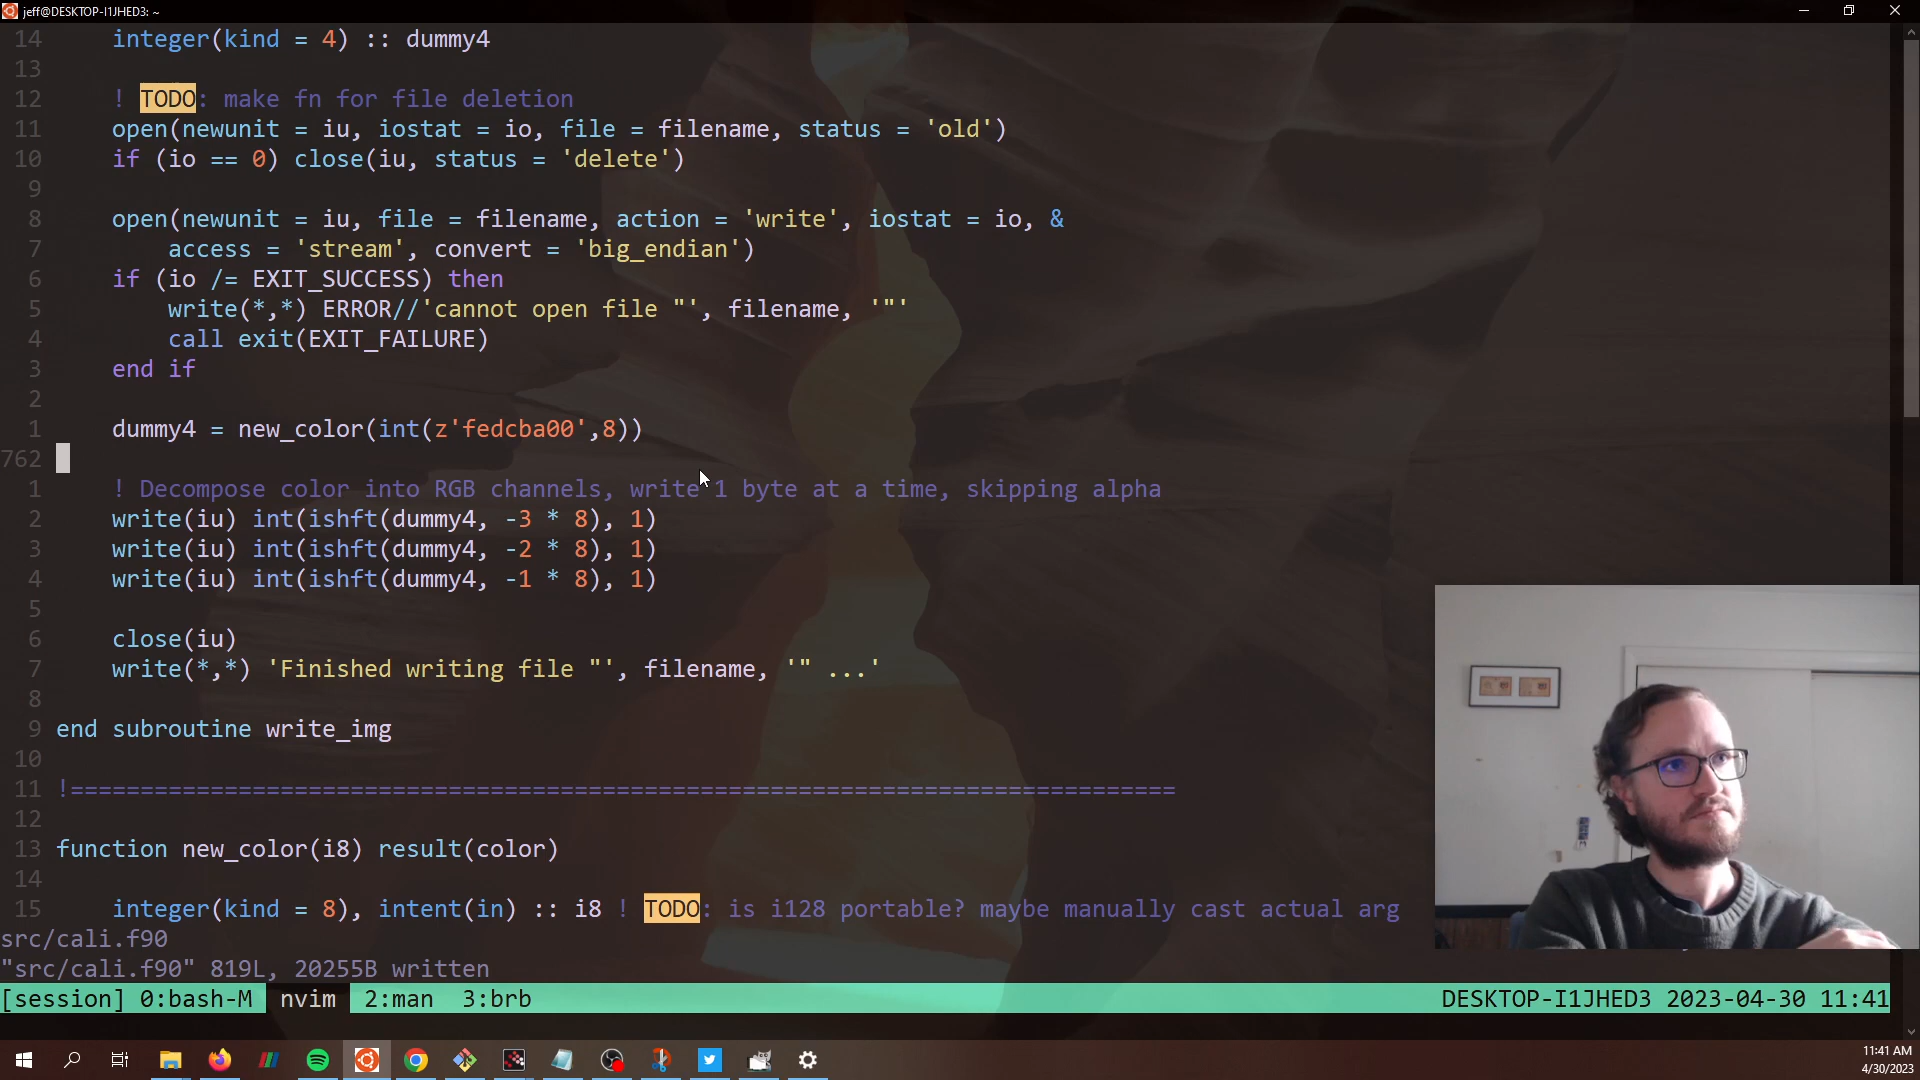 jeff@DESKTOP-I1JHED3: ~
14     integer(kind = 4) :: dummy4
13
12     ! TODO: make fn for file deletion
11     open(newunit = iu, iostat = io, file = filename, status = 'old')
10     if (io == 0) close(iu, status = 'delete')
9
8     open(newunit = iu, file = filename, action = 'write', iostat = io, &
7         access = 'stream', convert = 'big_endian')
6     if (io /= EXIT_SUCCESS) then
5         write(*,*) ERROR//'cannot open file "', filename, '"'
4         call exit(EXIT_FAILURE)
3     end if
2
1     dummy4 = new_color(int(z'fedcba00',8))
762
1     ! Decompose color into RGB channels, write 1 byte at a time, skipping alpha
2     write(iu) int(ishft(dummy4, -3 * 8), 1)
3     write(iu) int(ishft(dummy4, -2 * 8), 1)
4     write(iu) int(ishft(dummy4, -1 * 8), 1)
5
6     close(iu)
7     write(*,*) 'Finished writing file "', filename, '" ...'
8
9 end subroutine write_img
10
11 !===============================================================================
12
13 function new_color(i8) result(color)
14
15     integer(kind = 8), intent(in) :: i8 ! TODO: is i128 portable? maybe manually cast actual arg
src/cali.f90
"src/cali.f90" 819L, 20255B written
[session] 0:bash-M nvim 2:man 3:brb DESKTOP-I1JHED3 2023-04-30 11:41
11:41 AM
4/30/2023